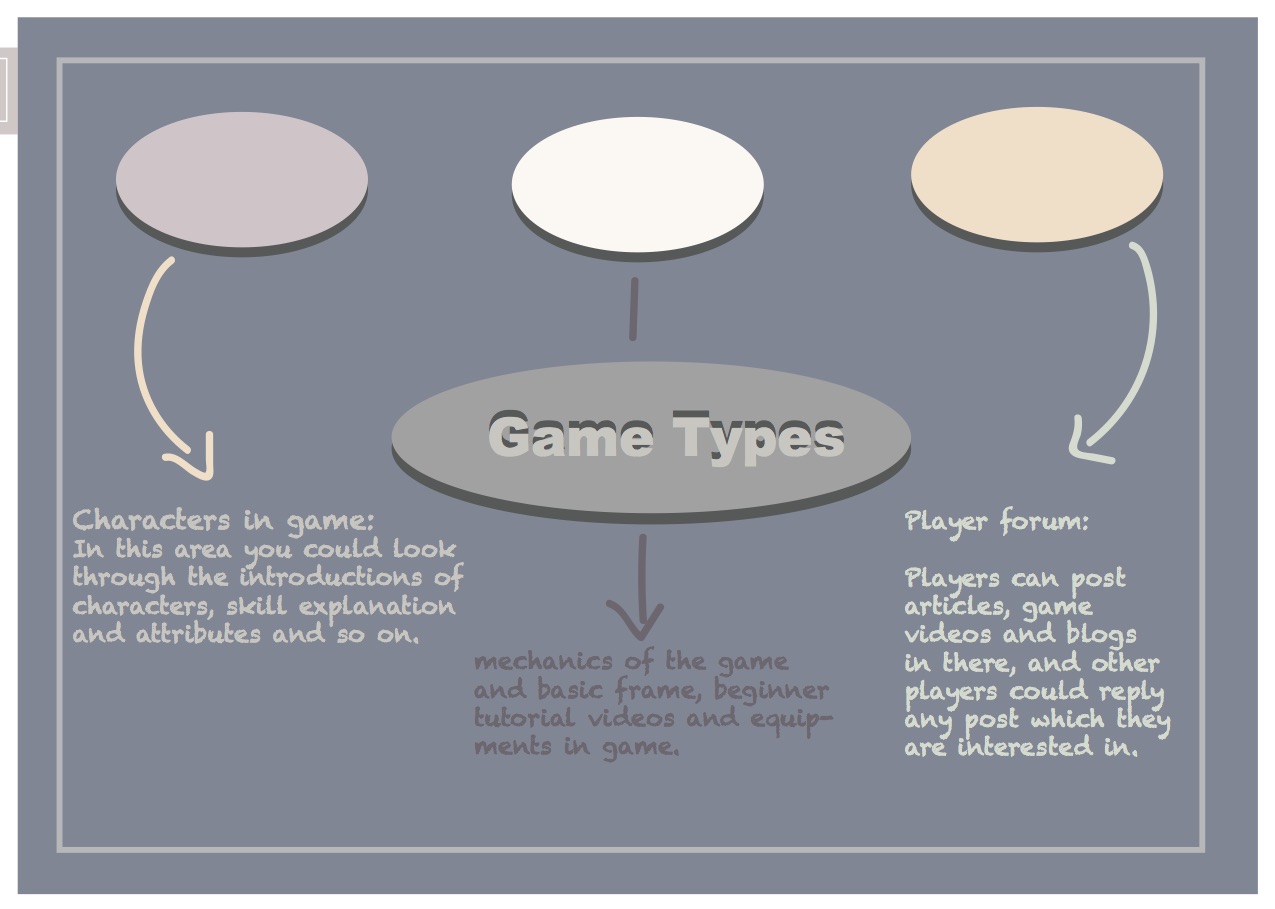 Game Types
Characters in game:
In this area you could look
through the introductions of
characters, skill explanation
and attributes and so on.
mechanics of the game
and basic frame, beginner
tutorial videos and equip-
ments in game.
Player forum:
Players can post
articles, game
videos and blogs
in there, and other
players could reply
any post which they
are interested in.